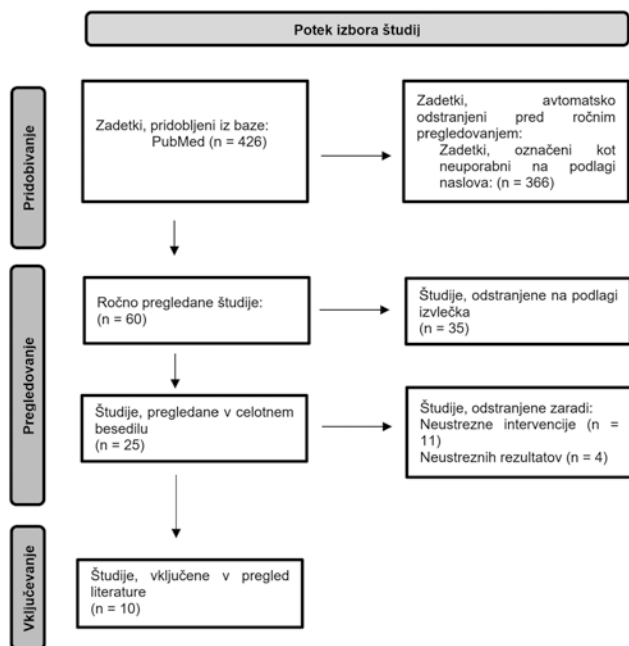 Potek izbora študij
Pridobivanje
Zadetki, pridobljeni iz baze:
PubMed (n = 426)
Zadetki, avtomatsko
odstranjeni pred ročnim
pregledovanjem:
Zadetki, označeni kot
neuporabni na podlagi
naslova: (n = 366)
Pregledovanje
Ročno pregledane študije:
(n = 60)
Študije, odstranjene na podlagi
izvlečka
(n = 35)
Študije, pregledane v celotnem
besedilu
(n = 25)
Študije, odstranjene zaradi:
Neustrezne intervencije (n =
11)
Neustreznih rezultatov (n = 4)
Vključevanje
Študije, vključene v pregled
literature
(n = 10)